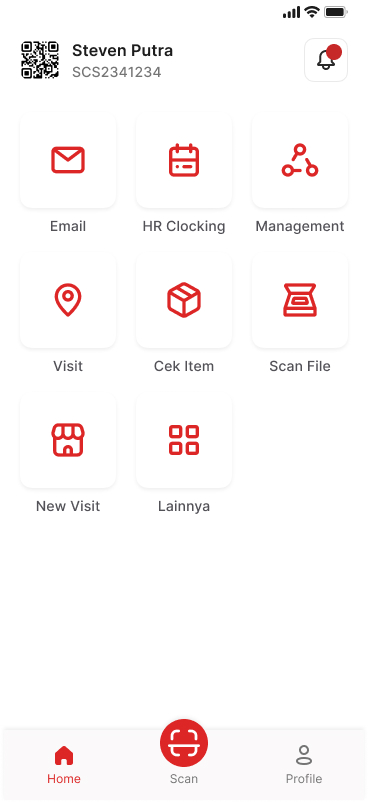 Steven Putra
SCS2341234
Email
HR Clocking
Management
Visit
Cek Item
Scan File
New Visit
Lainnya
Home
Scan
Profile